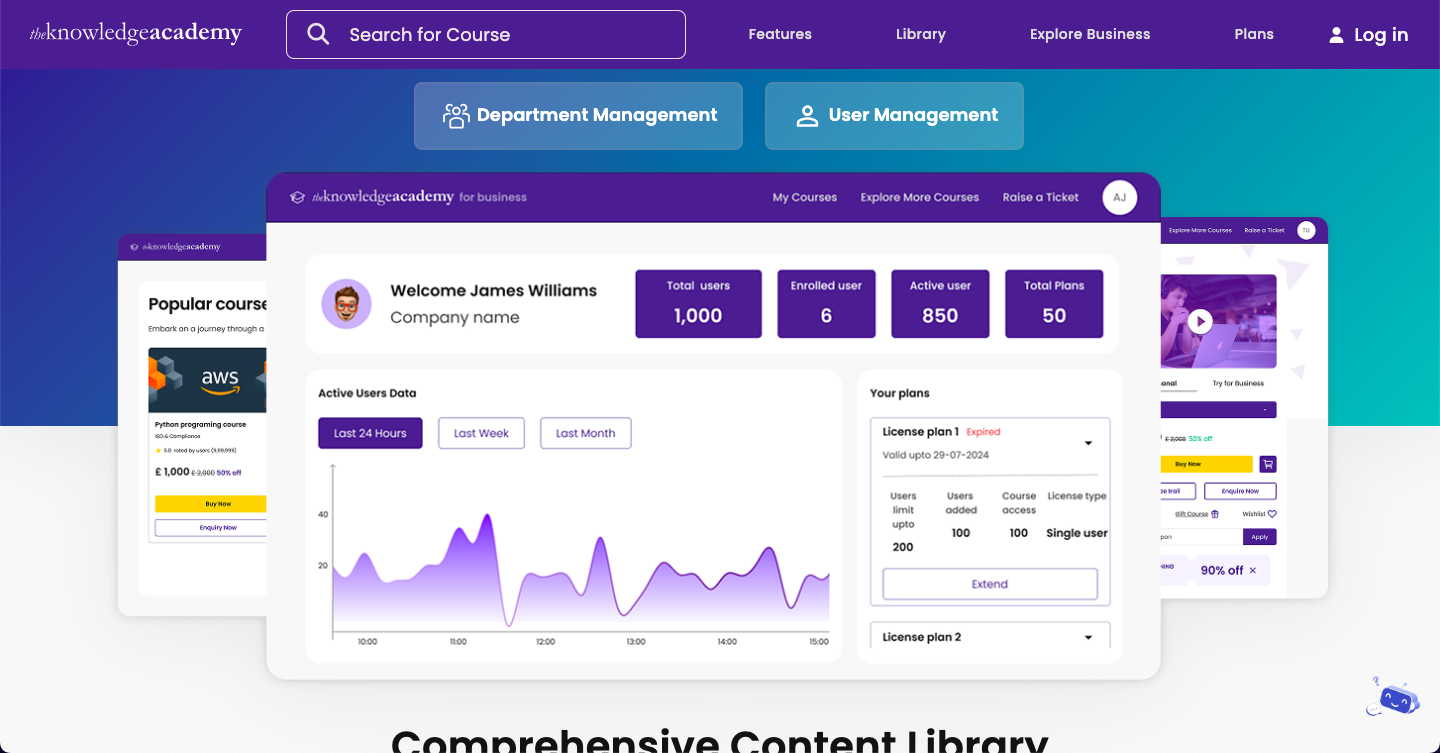 theknowledgeacademy
Search for Course
Features
Library
Explore Business
Plans
Log in
Department Management
User Management
theknowledgeacademy for business
My Courses
Explore More Courses
Raise a Ticket
AJ
Welcome James Williams
Company name
Total users
1,000
Enrolled user
6
Active user
850
Total Plans
50
Active Users Data
Last 24 Hours
Last Week
Last Month
40
20
10:00
11:00
12:00
13:00
14:00
15:00
Your plans
License plan 1 Expired
Valid upto 29-07-2024
Users limit upto
200
Users added
100
Course access
100
License type
Single user
Extend
License plan 2
theknowledgeacademy
Popular course
Embark on a journey through a
aws
Python programing course
ISO & Compliance
5.0 rated by users (9,99,999)
£ 1,000 £ 2,000 50% off
Buy Now
Enquiry Now
Explore More Courses
Raise a Ticket
TU
onal
Try for Business
£ 2,000 50% off
Buy Now
Enquire Now
Gift Course
Wishlist
Apply
90% off ×
Comprehensive Content Library